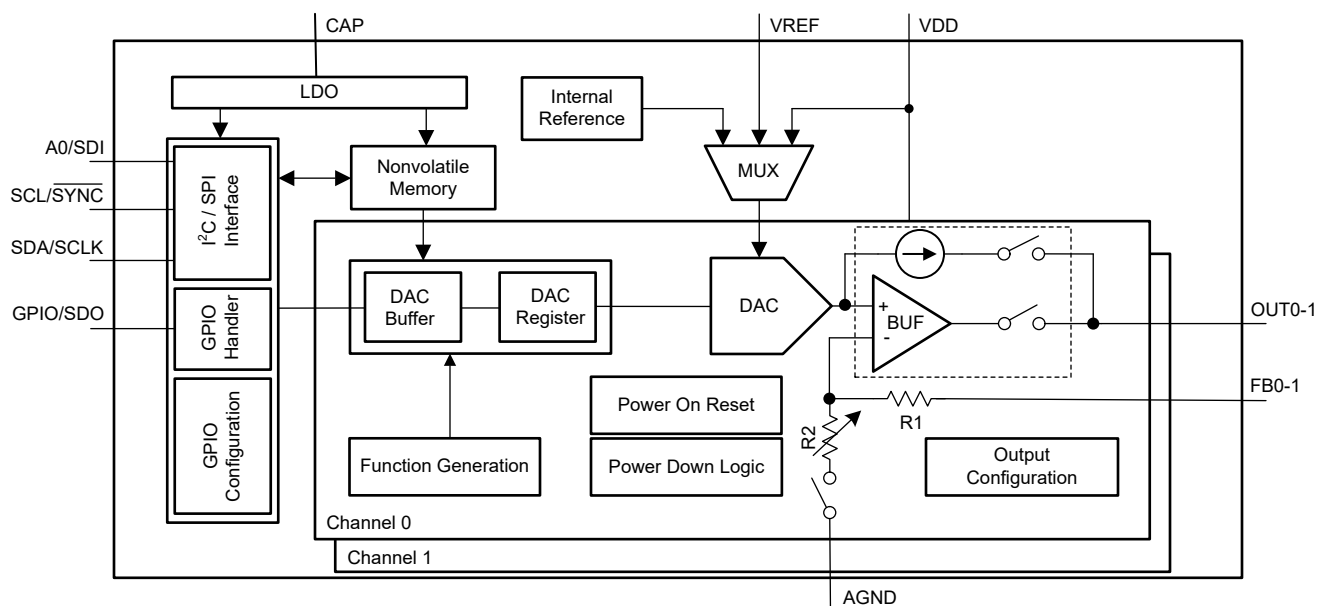 CAP
VREF
VDD
LDO
Internal
Reference
A0/SDI
SCL/SYNC
SDA/SCLK
GPIO/SDO
I2C / SPI
Interface
GPIO
Handler
GPIO
Configuration
Nonvolatile
Memory
MUX
DAC
Buffer
DAC
Register
DAC
+
BUF
-
OUT0-1
FB0-1
R1
R2
Power On Reset
Function Generation
Power Down Logic
Output
Configuration
Channel 0
Channel 1
AGND